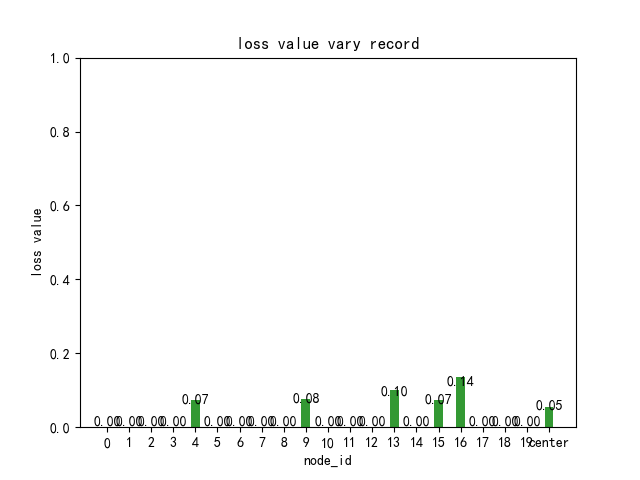 loss value vary record
1.0
0.8
0.6
0.4
0.2
0.0
loss value
0.00 0.00 0.00 0.00 0.07 0.00 0.00 0.00 0.00 0.08 0.00 0.00 0.00 0.10 0.00 0.07 0.14 0.00 0.00 0.00 0.05
0 1 2 3 4 5 6 7 8 9 10 11 12 13 14 15 16 17 18 19 center
node_id